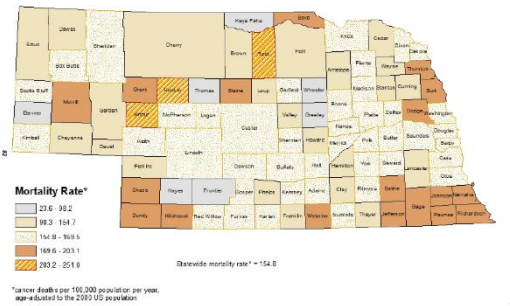 Keya Paha
Boyd
Dawes
Knox
Cedar
Sioux
Sheridan
Cherry
Brown
Rock
Holt
Dixon
Dakota
Box Butte
Antelope
Pierce
Wayne
Thurston
Scotts Bluff
Morrill
Grant
Hooker
Thomas
Blaine
Loup
Garfield
Wheeler
Madison
Stanton
Cuming
Burt
Banner
Garden
Arthur
McPherson
Logan
Valley
Greeley
Boone
Platte
Colfax
Dodge
Washington
Kimball
Cheyenne
Deuel
Keith
Lincoln
Custer
Sherman
Howard
Nance
Merrick
Polk
Butler
Saunders
Douglas
Sarpy
Perkins
Dawson
Buffalo
Hall
Hamilton
York
Seward
Lancaster
Cass
Otoe
Chase
Hayes
Frontier
Gosper
Phelps
Kearney
Adams
Clay
Fillmore
Saline
Gage
Johnson
Nemaha
Dundy
Hitchcock
Red Willow
Furnas
Harlan
Franklin
Webster
Nuckolls
Thayer
Jefferson
Pawnee
Richardson
Mortality Rate*
23.6 - 98.2
98.3 - 154.7
154.8 - 169.5
169.6 - 203.1
203.2 - 251.0
Statewide mortality rate* = 154.8
*cancer deaths per 100,000 population per year,
age-adjusted to the 2000 US population